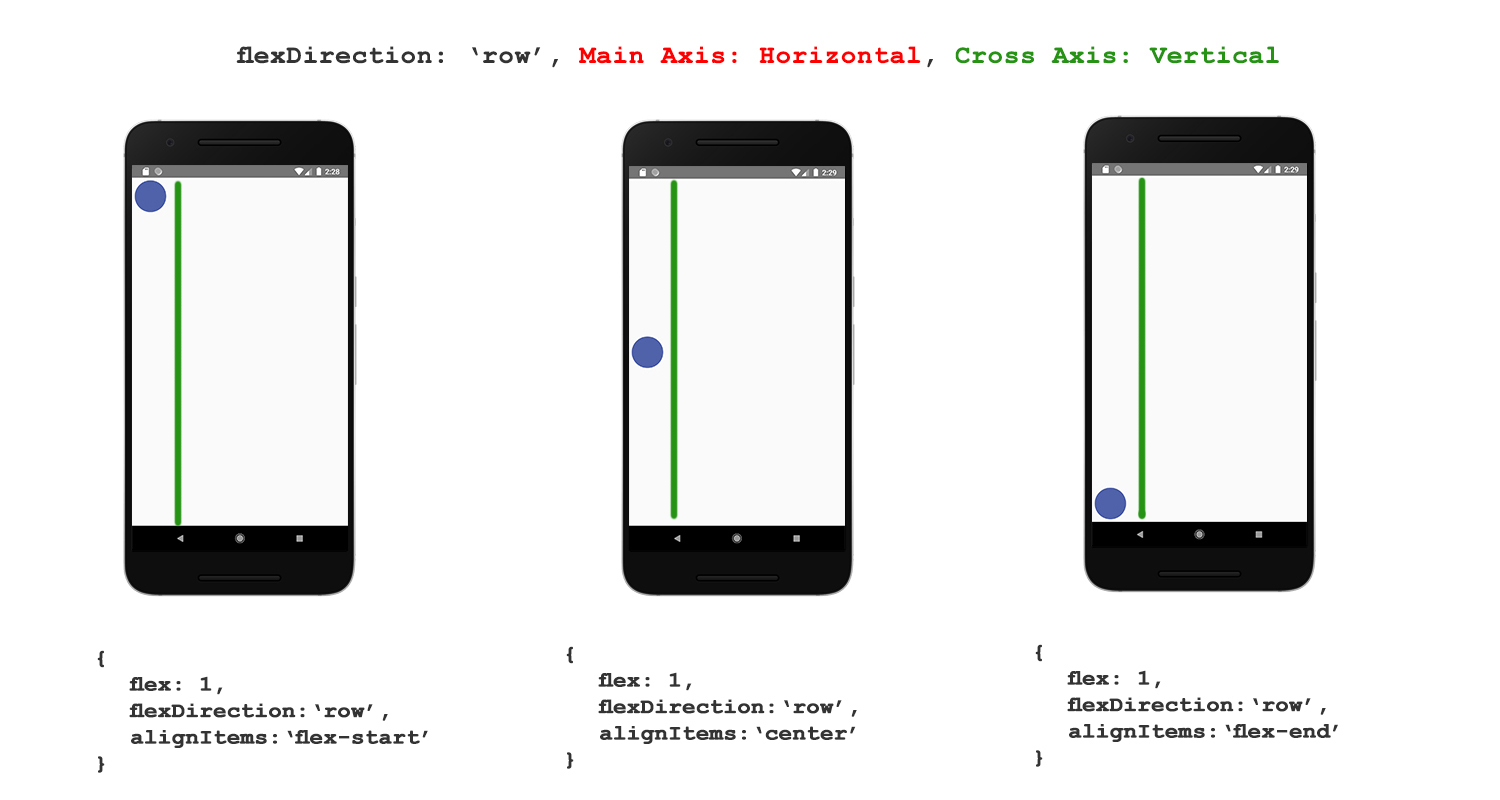 flexDirection: ‘row’, Main Axis: Horizontal, Cross Axis: Vertical
2:28
2:29
2:29
{
flex: 1,
flexDirection:‘row’,
alignItems:‘flex-start’
}
{
flex: 1,
flexDirection:‘row’,
alignItems:‘center’
}
{
flex: 1,
flexDirection:‘row’,
alignItems:‘flex-end’
}